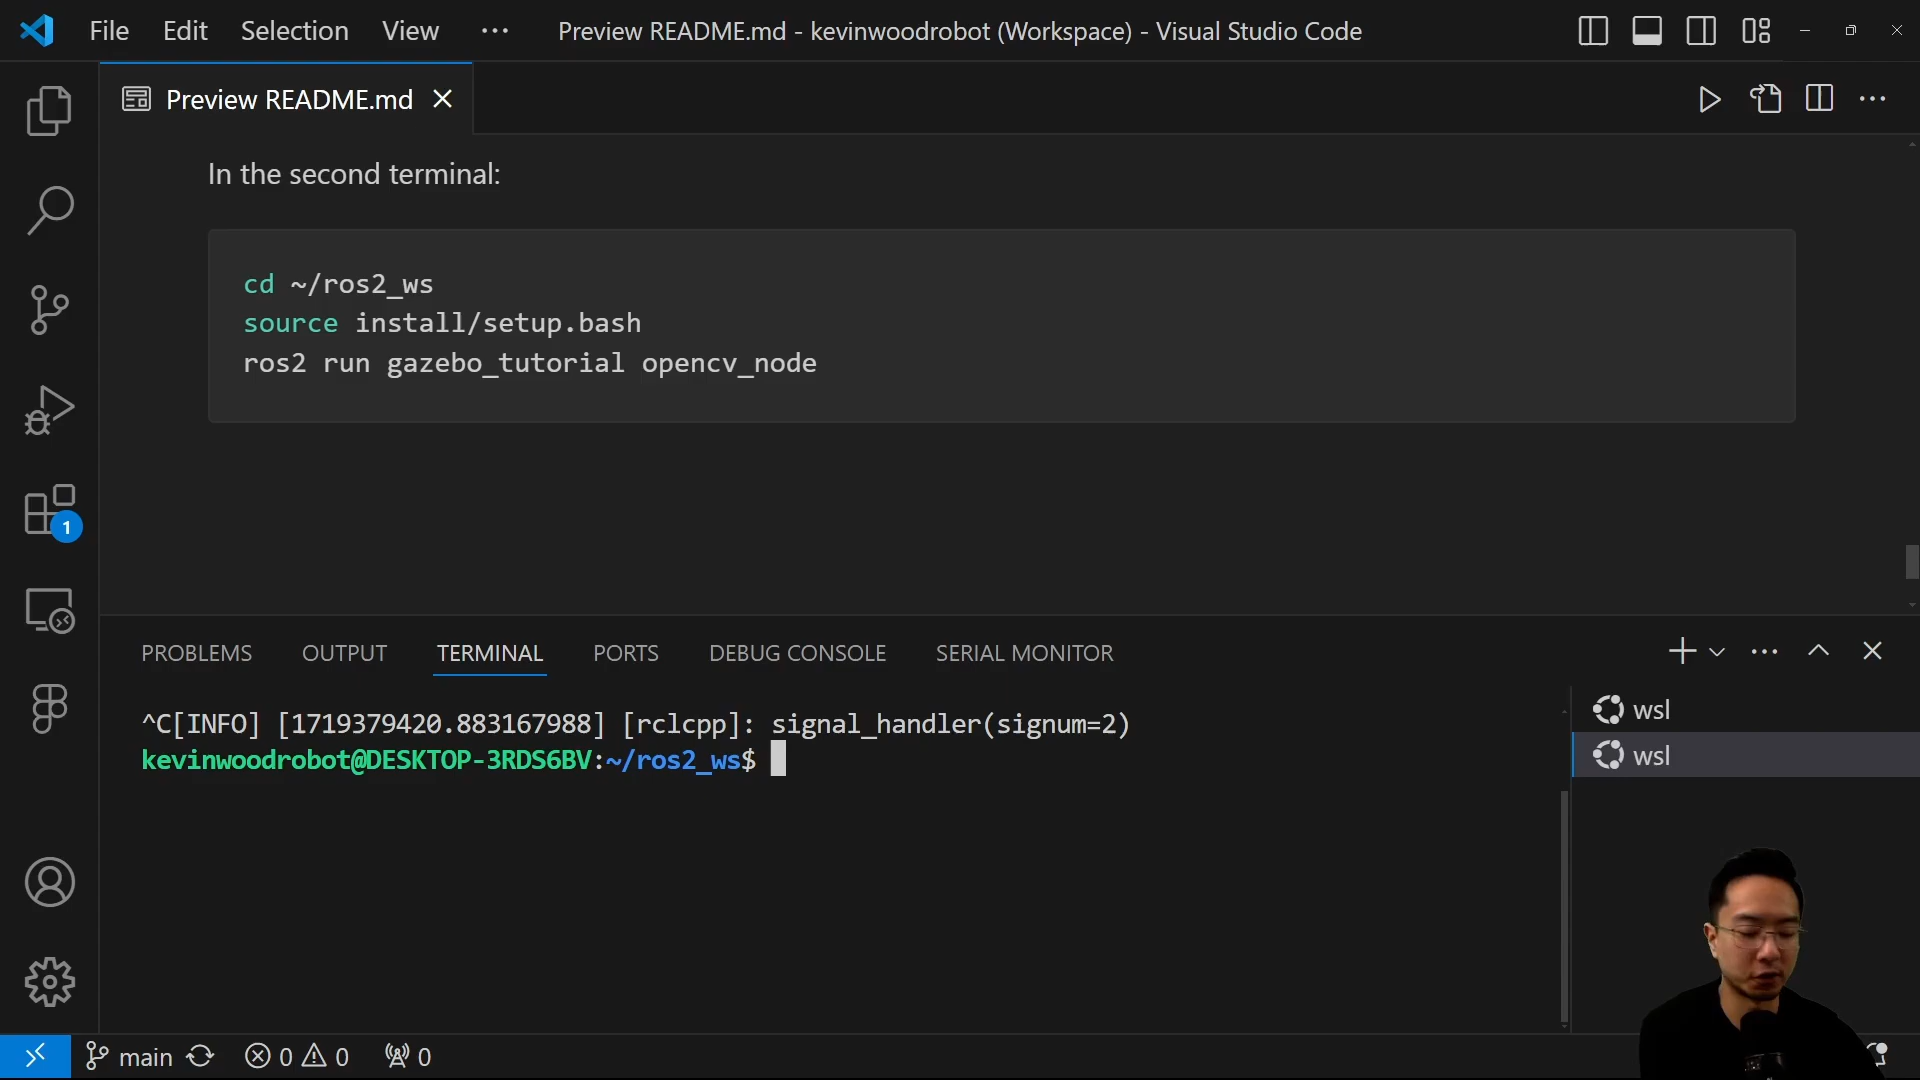 File Edit Selection View ··· Preview README.md - kevinwoodrobot (Workspace) - Visual Studio Code
Preview README.md
In the second terminal:
cd ~/ros2_ws
source install/setup.bash
ros2 run gazebo_tutorial opencv_node
1
PROBLEMS OUTPUT TERMINAL PORTS DEBUG CONSOLE SERIAL MONITOR
^C[INFO] [1719379420.883167988] [rclcpp]: signal_handler(signum=2)
kevinwoodrobot@DESKTOP-3RDS6BV:~/ros2_ws$
wsl
wsl
main 0 0 0